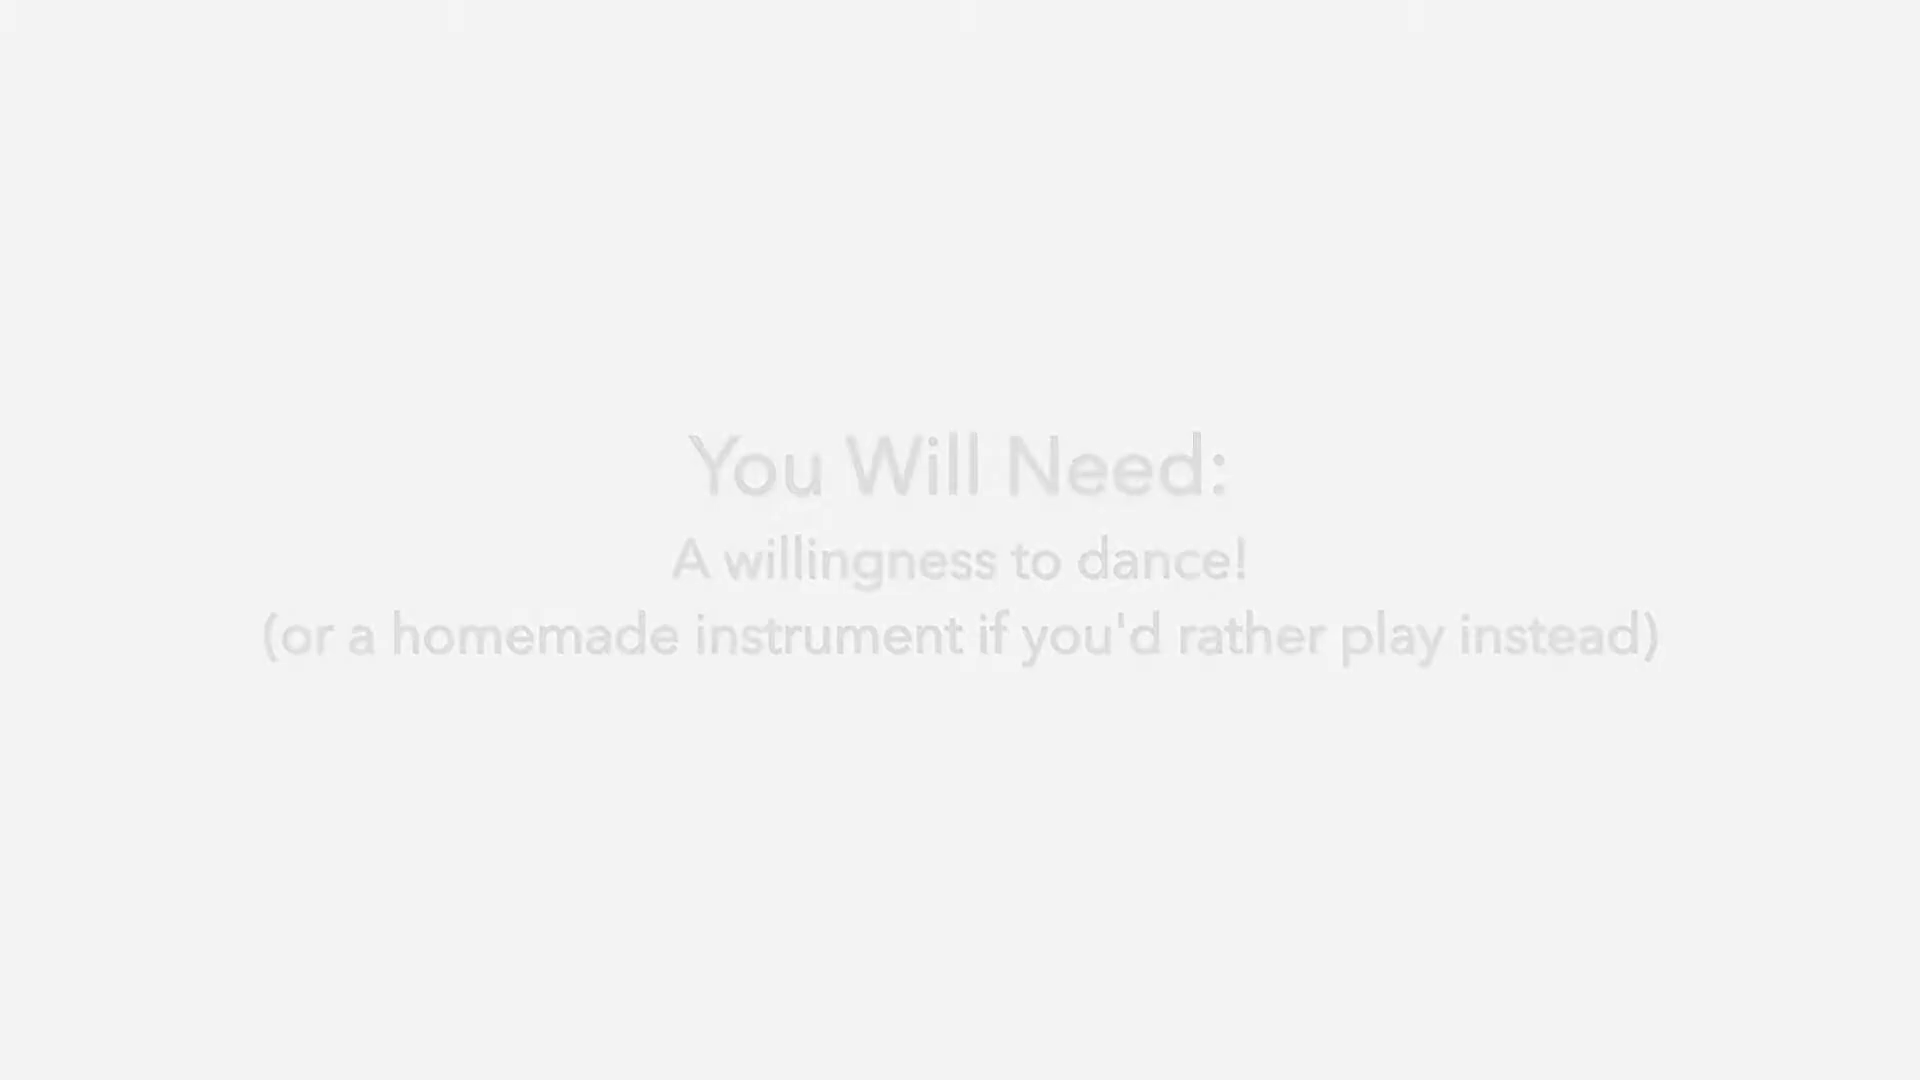 You Will Need:
A willingness to dance!
(or a homemade instrument if you'd rather play instead)